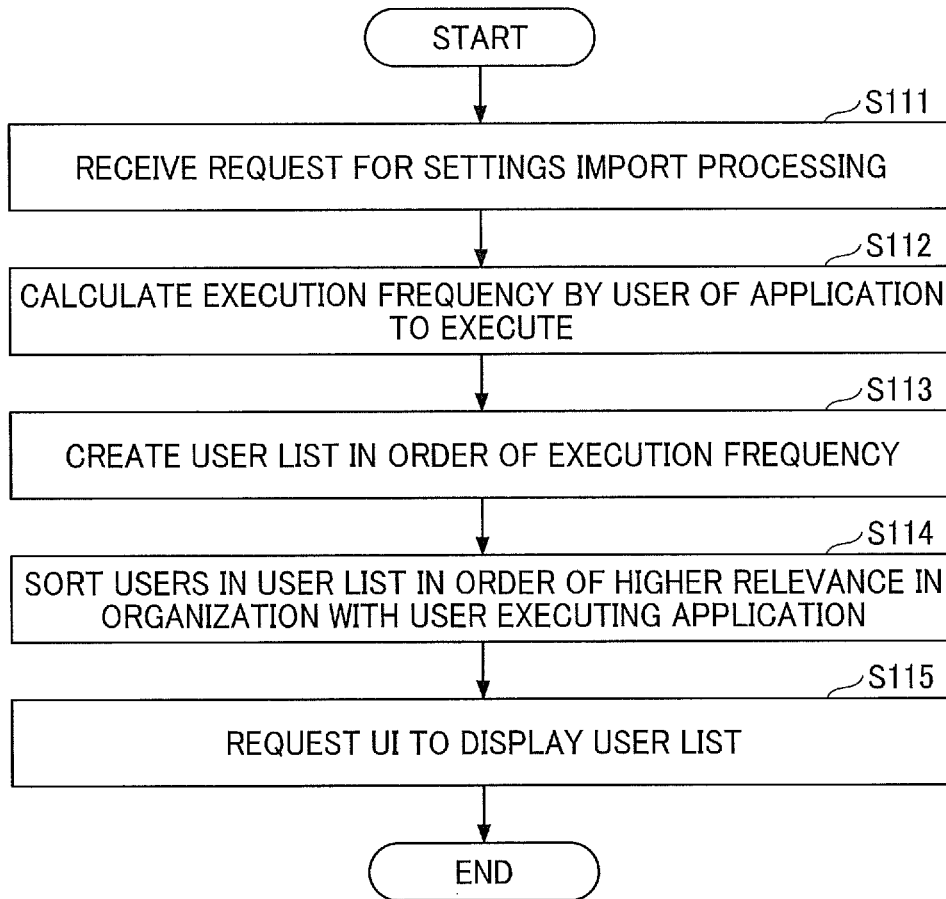 START
S111
RECEIVE REQUEST FOR SETTINGS IMPORT PROCESSING
S112
CALCULATE EXECUTION FREQUENCY BY USER OF APPLICATION
TO EXECUTE
S113
CREATE USER LIST IN ORDER OF EXECUTION FREQUENCY
S114
SORT USERS IN USER LIST IN ORDER OF HIGHER RELEVANCE IN
ORGANIZATION WITH USER EXECUTING APPLICATION
S115
REQUEST UI TO DISPLAY USER LIST
END